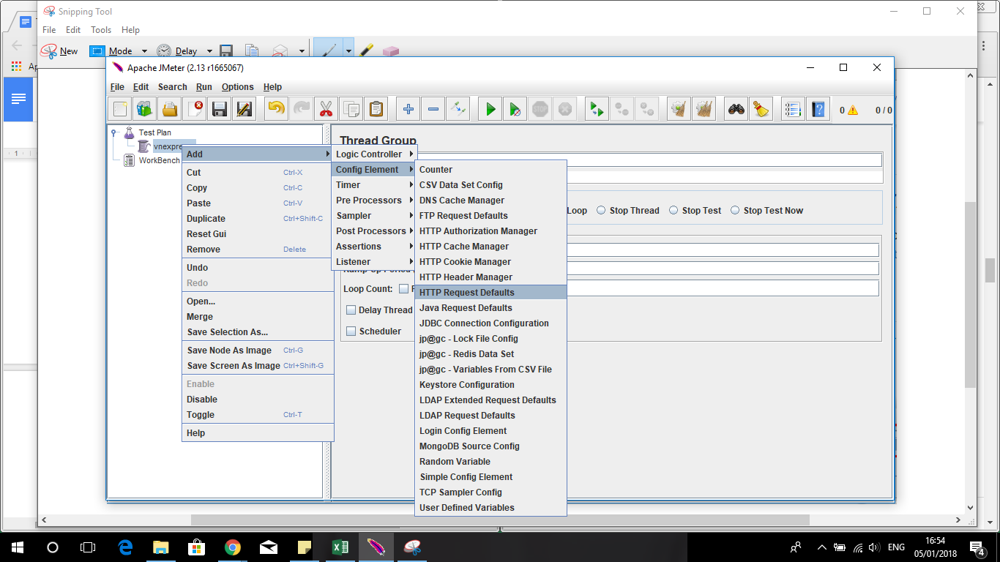 Snipping Tool
File Edit Tools Help
New Mode Delay
Apache JMeter (2.13 r1665067)
File Edit Search Run Options Help
STOP
0 0 / 0
Test Plan
WorkBench
Thread Group
Add
Cut Ctrl-X
Copy Ctrl-C
Paste Ctrl-V
Duplicate Ctrl+Shift-C
Reset Gui
Remove Delete
Undo
Redo
Open...
Merge
Save Selection As...
Save Node As Image Ctrl-G
Save Screen As Image Ctrl+Shift-G
Enable
Disable
Toggle Ctrl-T
Help
Logic Controller
Config Element
Timer
Pre Processors
Sampler
Post Processors
Assertions
Listener
Counter
CSV Data Set Config
DNS Cache Manager
FTP Request Defaults
HTTP Authorization Manager
HTTP Cache Manager
HTTP Cookie Manager
HTTP Header Manager
HTTP Request Defaults
Java Request Defaults
JDBC Connection Configuration
jp@gc - Lock File Config
jp@gc - Redis Data Set
jp@gc - Variables From CSV File
Keystore Configuration
LDAP Extended Request Defaults
LDAP Request Defaults
Login Config Element
MongoDB Source Config
Random Variable
Simple Config Element
TCP Sampler Config
User Defined Variables
Loop Stop Thread Stop Test Stop Test Now
Loop Count:
Delay Thread
Scheduler
1
ENG
16:54
05/01/2018
4